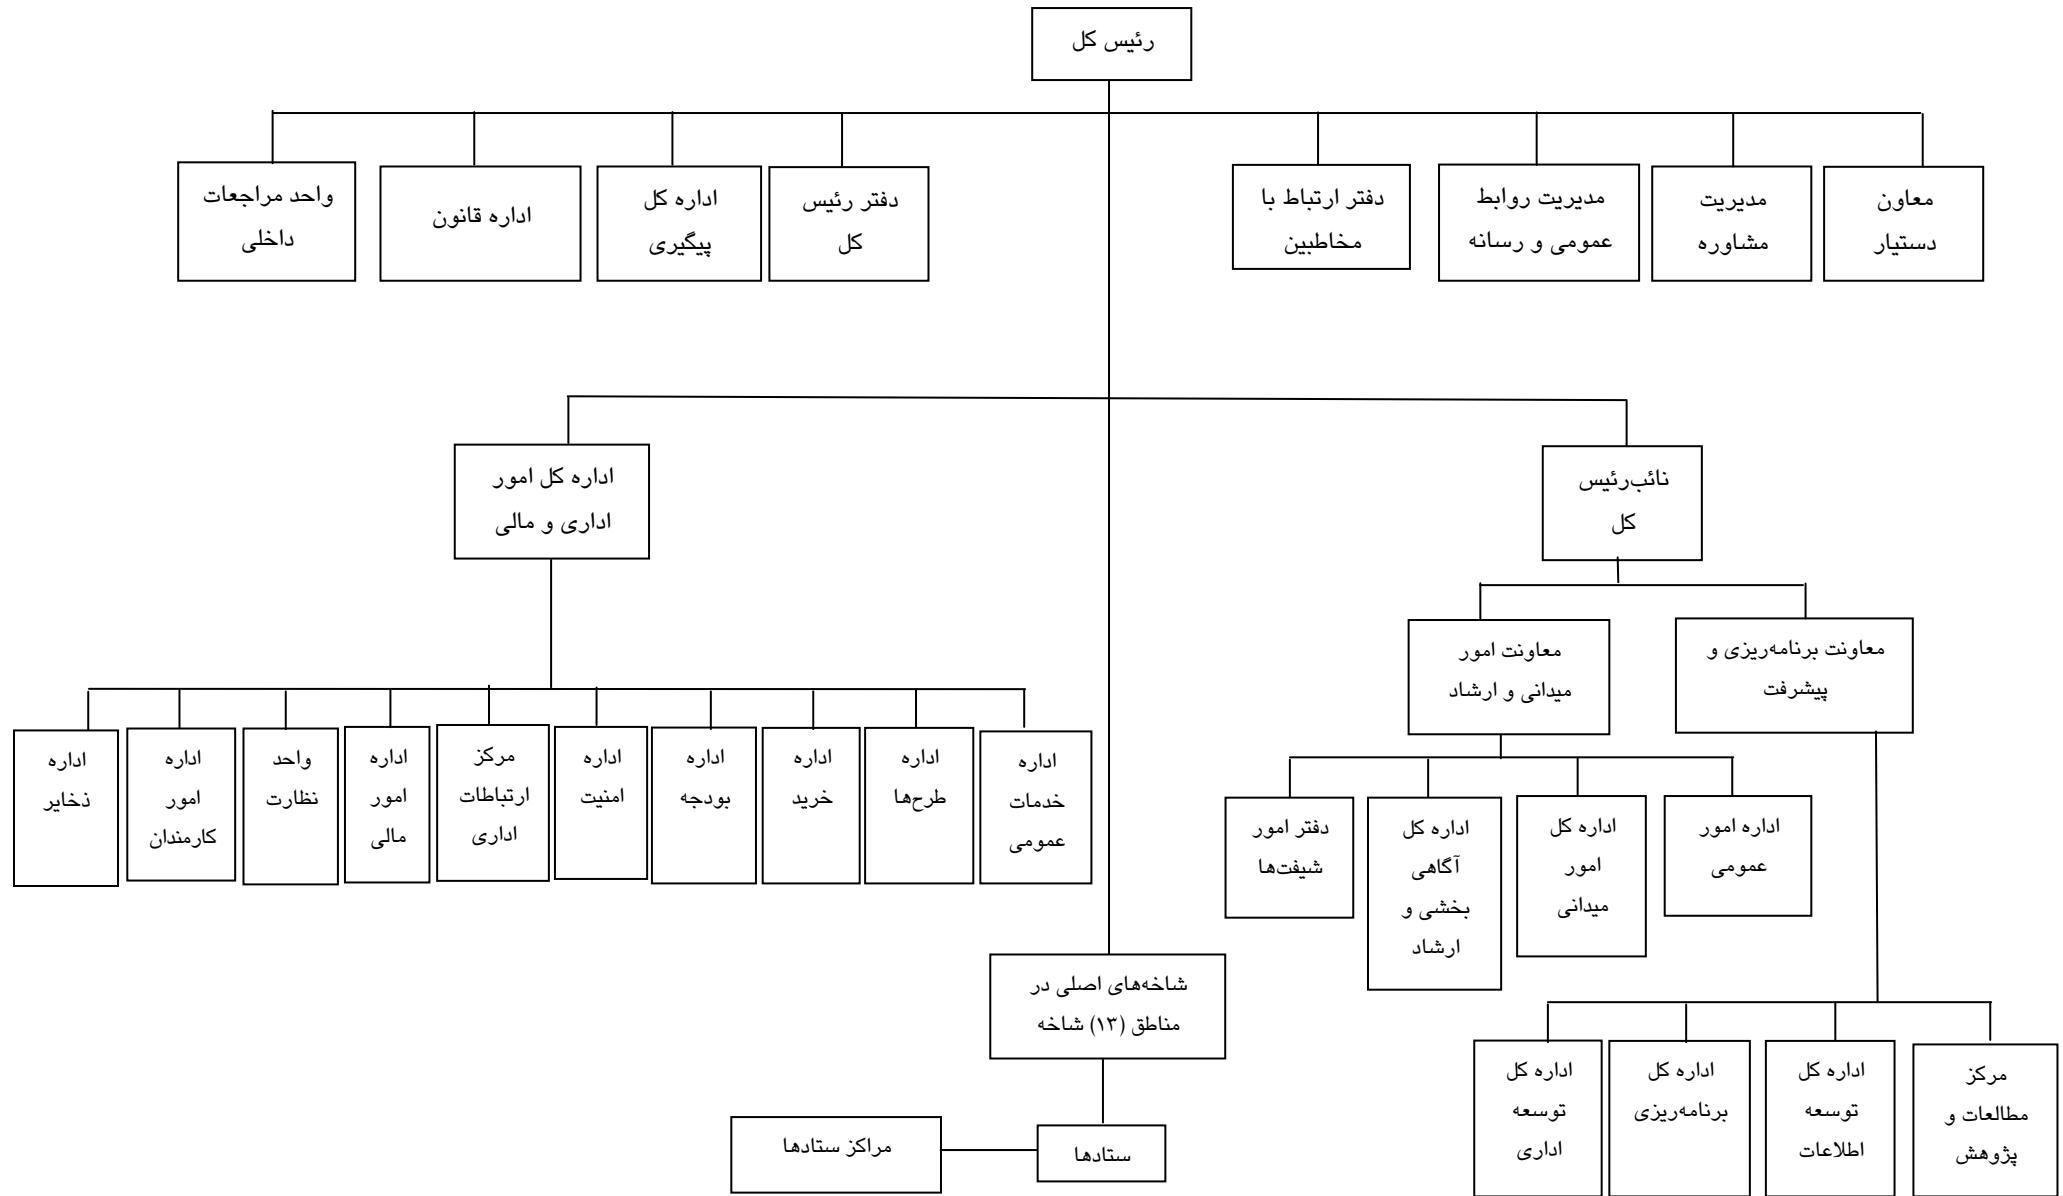 رئیس کل
معاون
دستیار
مدیریت
مشاوره
مدیریت روابط
عمومی و رسانه
دفتر ارتباط با
مخاطبین
دفتر رئیس
کل
اداره کل
پیگیری
اداره قانون
واحد مراجعات
داخلی
نائب‌رئیس
کل
اداره کل امور
اداری و مالی
معاونت برنامه‌ریزی و
پیشرفت
معاونت امور
میدانی و ارشاد
اداره
خدمات
عمومی
اداره
طرح‌ها
اداره
خرید
اداره
بودجه
اداره
امنیت
مرکز
ارتباطات
اداری
اداره
امور
مالی
واحد
نظارت
اداره
امور
کارمندان
اداره
ذخایر
اداره امور
عمومی
اداره کل
امور
میدانی
اداره کل
آگاهی
بخشی و
ارشاد
دفتر امور
شیفت‌ها
شاخه‌های اصلی در
مناطق (۱۳) شاخه
مرکز
مطالعات و
پژوهش
اداره کل
توسعه
اطلاعات
اداره کل
برنامه‌ریزی
اداره کل
توسعه
اداری
ستادها
مراکز ستادها